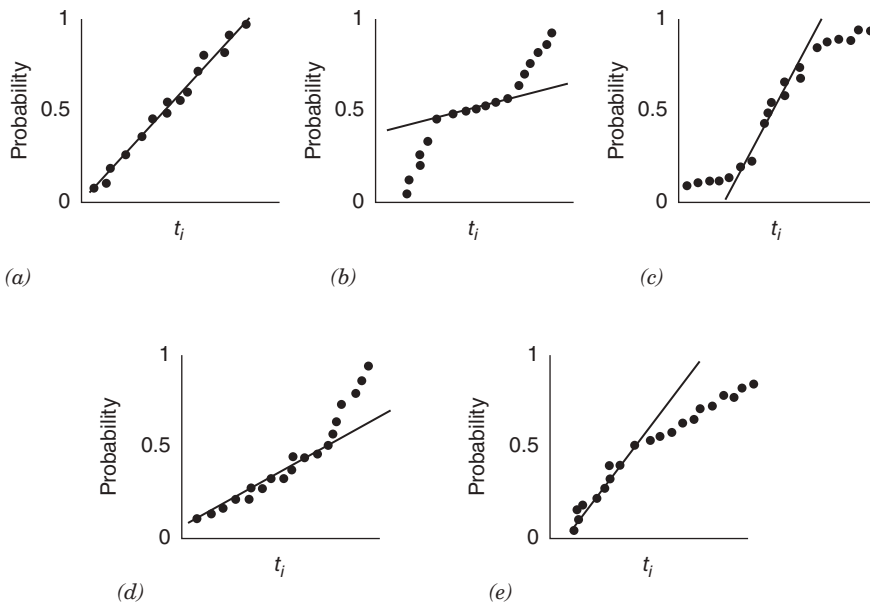 1
0.5
0
Probability
t_i
(a)
1
0.5
0
Probability
t_i
(b)
1
0.5
0
Probability
t_i
(c)
1
0.5
0
Probability
t_i
(d)
1
0.5
0
Probability
t_i
(e)